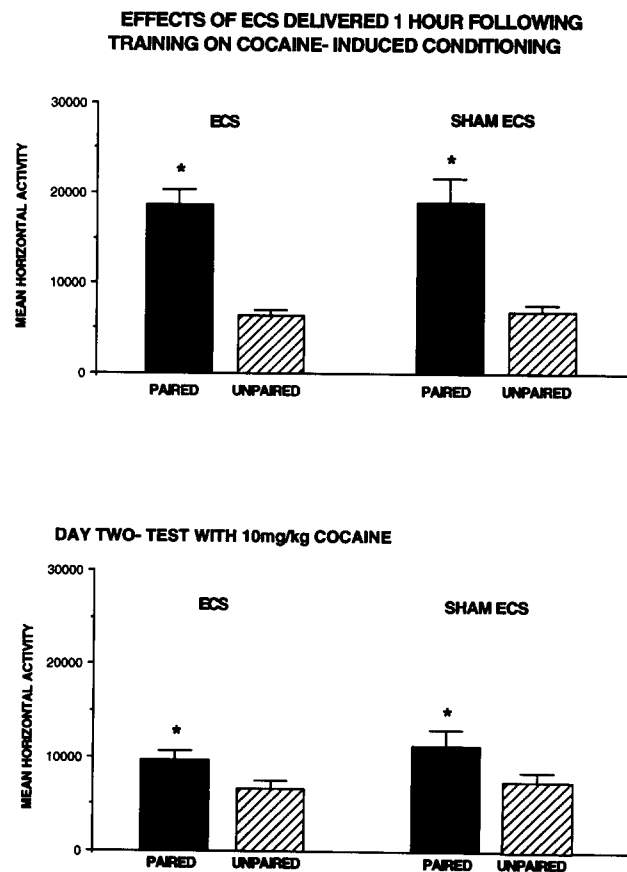 EFFECTS OF ECS DELIVERED 1 HOUR FOLLOWING
TRAINING ON COCAINE- INDUCED CONDITIONING
30000
20000
10000
0
MEAN HORIZONTAL ACTIVITY
ECS
SHAM ECS
*
*
PAIRED
UNPAIRED
PAIRED
UNPAIRED
DAY TWO- TEST WITH 10mg/kg COCAINE
30000
20000
10000
0
MEAN HORIZONTAL ACTIVITY
ECS
SHAM ECS
*
*
PAIRED
UNPAIRED
PAIRED
UNPAIRED